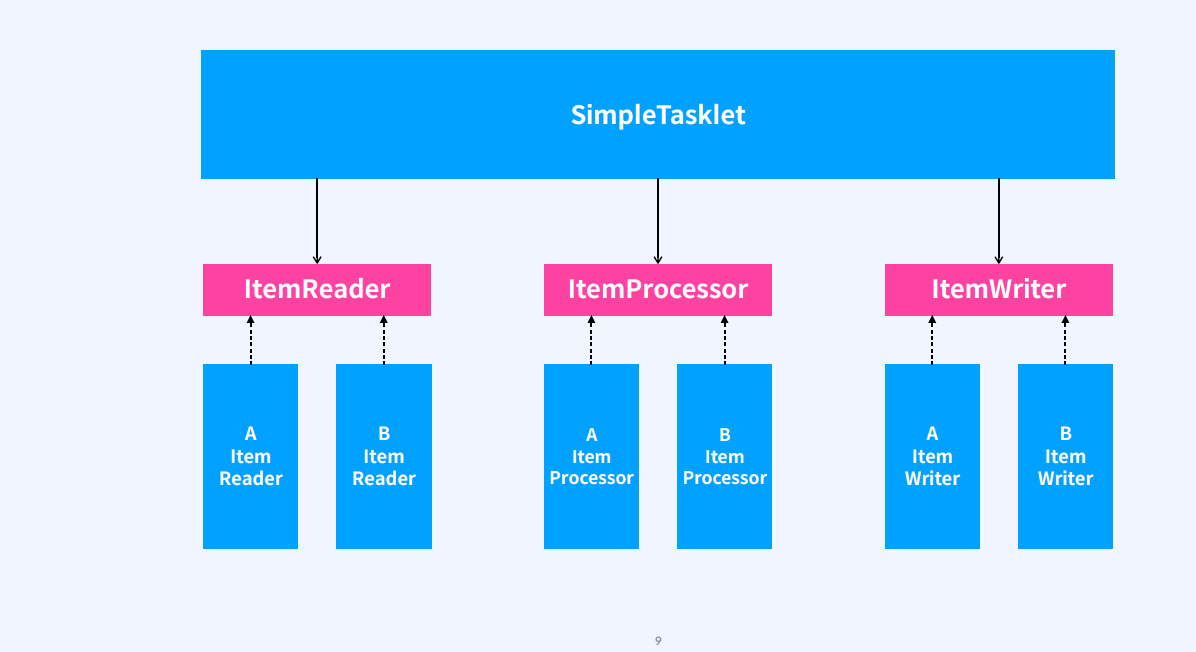 SimpleTasklet
ItemReader
ItemProcessor
ItemWriter
A
Item
Reader
B
Item
Reader
A
Item
Processor
B
Item
Processor
A
Item
Writer
B
Item
Writer
9